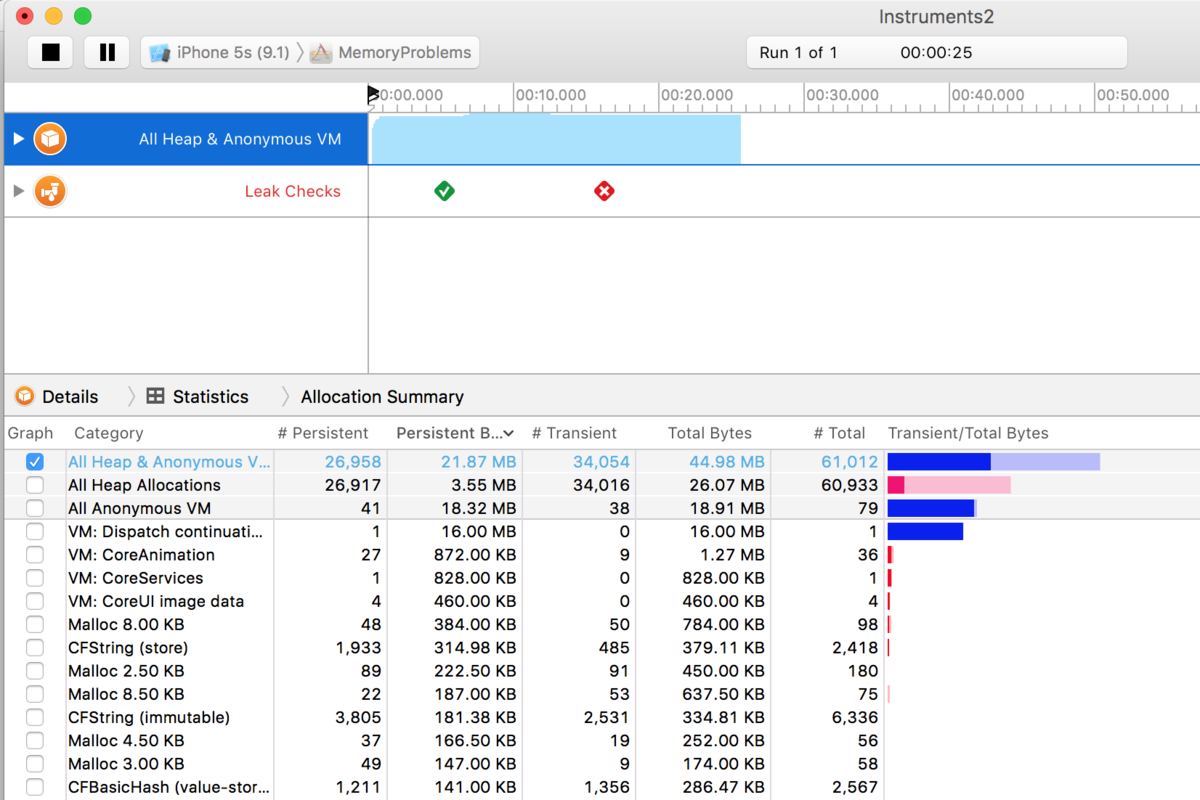 Instruments2
iPhone 5s (9.1) MemoryProblems Run 1 of 1 00:00:25
00:10.000 00:20.000 00:30.000 00:40.000 00:50.000
All Heap & Anonymous VM
Leak Checks
Details Statistics Allocation Summary
Graph Category # Persistent Persistent B... # Transient Total Bytes # Total Transient/Total Bytes
All Heap & Anonymous V... 26,958 21.87 MB 34,054 44.98 MB 61,012
All Heap Allocations 26,917 3.55 MB 34,016 26.07 MB 60,933
All Anonymous VM 41 18.32 MB 38 18.91 MB 79
VM: Dispatch continuati... 1 16.00 MB 0 16.00 MB 1
VM: CoreAnimation 27 872.00 KB 9 1.27 MB 36
VM: CoreServices 1 828.00 KB 0 828.00 KB 1
VM: CoreUI image data 4 460.00 KB 0 460.00 KB 4
Malloc 8.00 KB 48 384.00 KB 50 784.00 KB 98
CFString (store) 1,933 314.98 KB 485 379.11 KB 2,418
Malloc 2.50 KB 89 222.50 KB 91 450.00 KB 180
Malloc 8.50 KB 22 187.00 KB 53 637.50 KB 75
CFString (immutable) 3,805 181.38 KB 2,531 334.81 KB 6,336
Malloc 4.50 KB 37 166.50 KB 19 252.00 KB 56
Malloc 3.00 KB 49 147.00 KB 9 174.00 KB 58
CFBasicHash (value-stor... 1,211 141.00 KB 1,356 286.47 KB 2,567